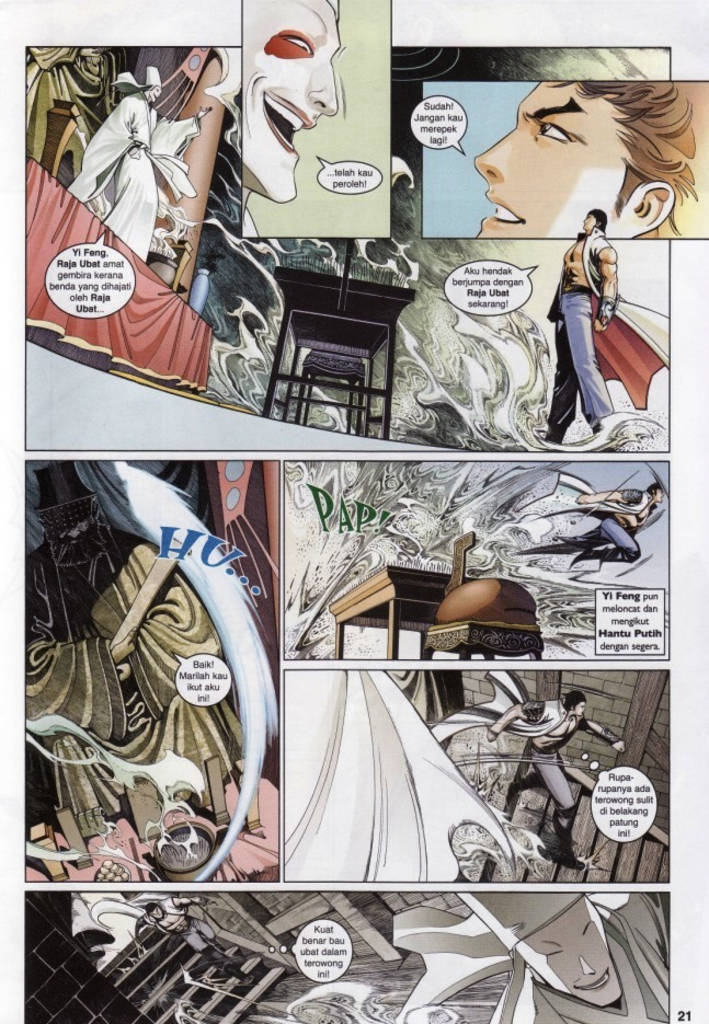 Yi Feng,
Raja Ubat amat
gembira kerana
benda yang dihajati
oleh Raja
Ubat...
...telah kau
peroleh!
Sudah!
Jangan kau
merepek
lagi!
Aku hendak
berjumpa dengan
Raja Ubat
sekarang!
HU...
Baik!
Marilah kau
ikut aku
ini!
PAP!
Yi Feng pun
meloncat dan
mengikut
Hantu Putih
dengan segera.
Rupa-
rupanya ada
terowong sulit
di belakang
patung
ini!
Kuat
benar bau
ubat dalam
terowong
ini!
21